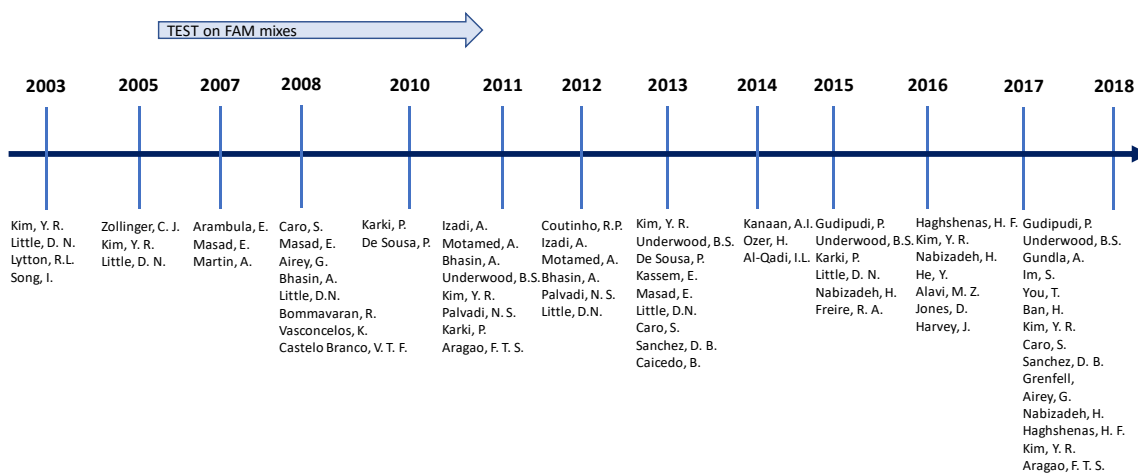 TEST on FAM mixes
2003
2005
2007
2008
2010
2011
2012
2013
2014
2015
2016
2017
2018
Kim, Y. R.
Little, D. N.
Lytton, R.L.
Song, I.
Zollinger, C. J.
Kim, Y. R.
Little, D. N.
Arambula, E.
Masad, E.
Martin, A.
Caro, S.
Masad, E.
Airey, G.
Bhasin, A.
Little, D.N.
Bommavaran, R.
Vasconcelos, K.
Castelo Branco, V. T. F.
Karki, P.
De Sousa, P.
Izadi, A.
Motamed, A.
Bhasin, A.
Underwood, B.S.
Kim, Y. R.
Palvadi, N. S.
Karki, P.
Aragao, F. T. S.
Coutinho, R.P.
Izadi, A.
Motamed, A.
Bhasin, A.
Palvadi, N. S.
Little, D.N.
Kim, Y. R.
Underwood, B.S.
De Sousa, P.
Kassem, E.
Masad, E.
Little, D.N.
Caro, S.
Sanchez, D. B.
Caicedo, B.
Kanaan, A.I.
Ozer, H.
Al-Qadi, I.L.
Gudipudi, P.
Underwood, B.S.
Karki, P.
Little, D. N.
Nabizadeh, H.
Freire, R. A.
Haghshenas, H. F.
Kim, Y. R.
Nabizadeh, H.
He, Y.
Alavi, M. Z.
Jones, D.
Harvey, J.
Gudipudi, P.
Underwood, B.S.
Gundla, A.
Im, S.
You, T.
Ban, H.
Kim, Y. R.
Caro, S.
Sanchez, D. B.
Grenfell,
Airey, G.
Nabizadeh, H.
Haghshenas, H. F.
Kim, Y. R.
Aragao, F. T. S.